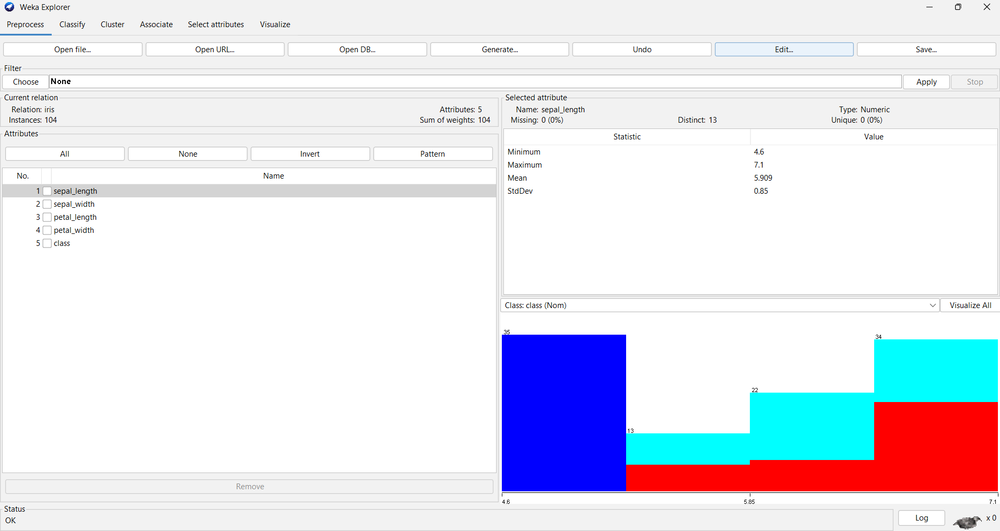 Weka Explorer
Preprocess Classify Cluster Associate Select attributes Visualize
Open file... Open URL... Open DB... Generate... Undo Edit... Save...
Filter
Choose None Apply Stop
Current relation
Relation: iris Attributes: 5
Instances: 104 Sum of weights: 104
Attributes
All None Invert Pattern
No. Name
1 sepal_length
2 sepal_width
3 petal_length
4 petal_width
5 class
Remove
Selected attribute
Name: sepal_length Type: Numeric
Missing: 0 (0%) Distinct: 13 Unique: 0 (0%)
Statistic Value
Minimum 4.6
Maximum 7.1
Mean 5.909
StdDev 0.85
Class: class (Nom) Visualize All
35
34
22
13
4.6 5.85 7.1
Status
OK
Log x 0